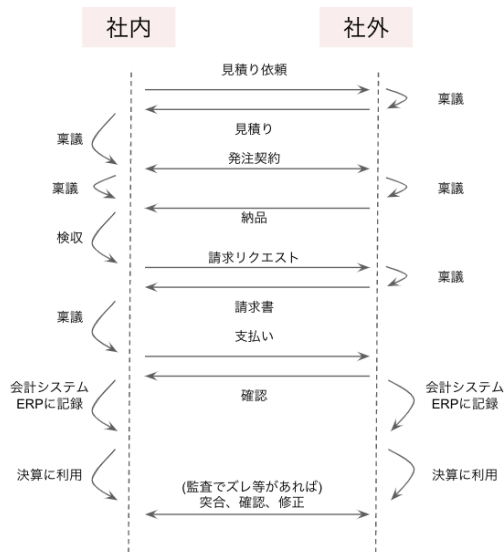 社内
社外
見積り依頼
稟議
見積り
稟議
発注契約
稟議
稟議
納品
検収
請求リクエスト
稟議
請求書
稟議
支払い
会計システム
ERPに記録
確認
会計システム
ERPに記録
決算に利用
決算に利用
(監査でズレ等があれば)
突合、確認、修正